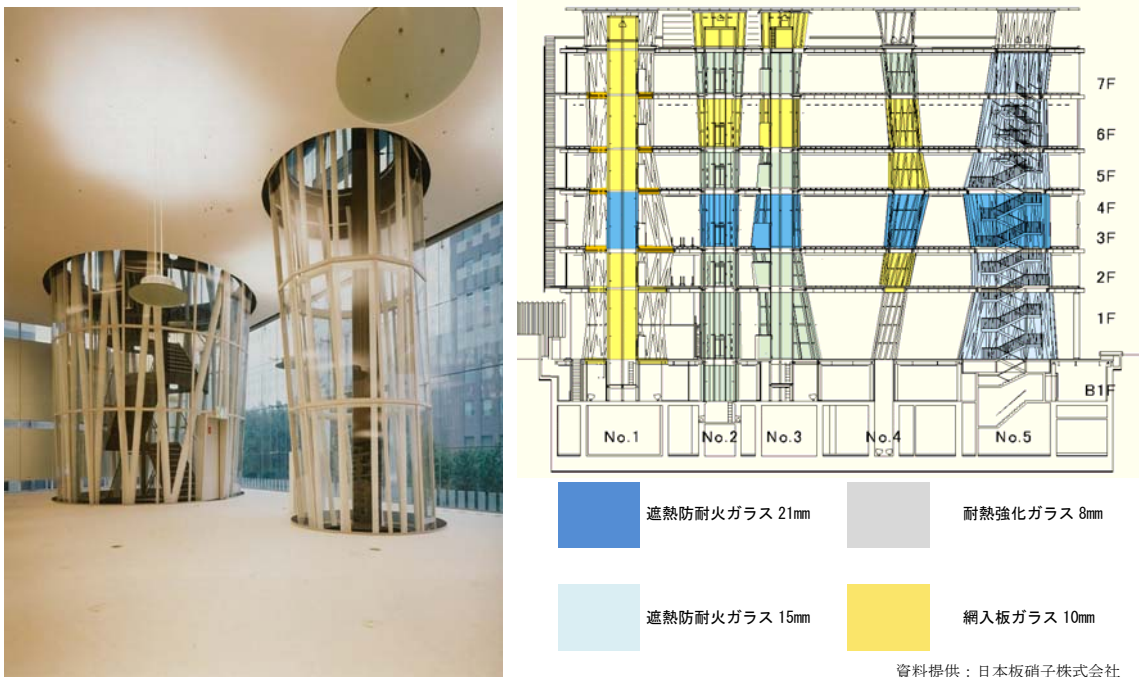 7F
6F
5F
4F
3F
2F
1F
B1F
No.1 No.2 No.3 No.4 No.5
遮熱防耐火ガラス 21mm
耐熱強化ガラス 8mm
遮熱防耐火ガラス 15mm
網入板ガラス 10mm
資料提供：日本板硝子株式会社